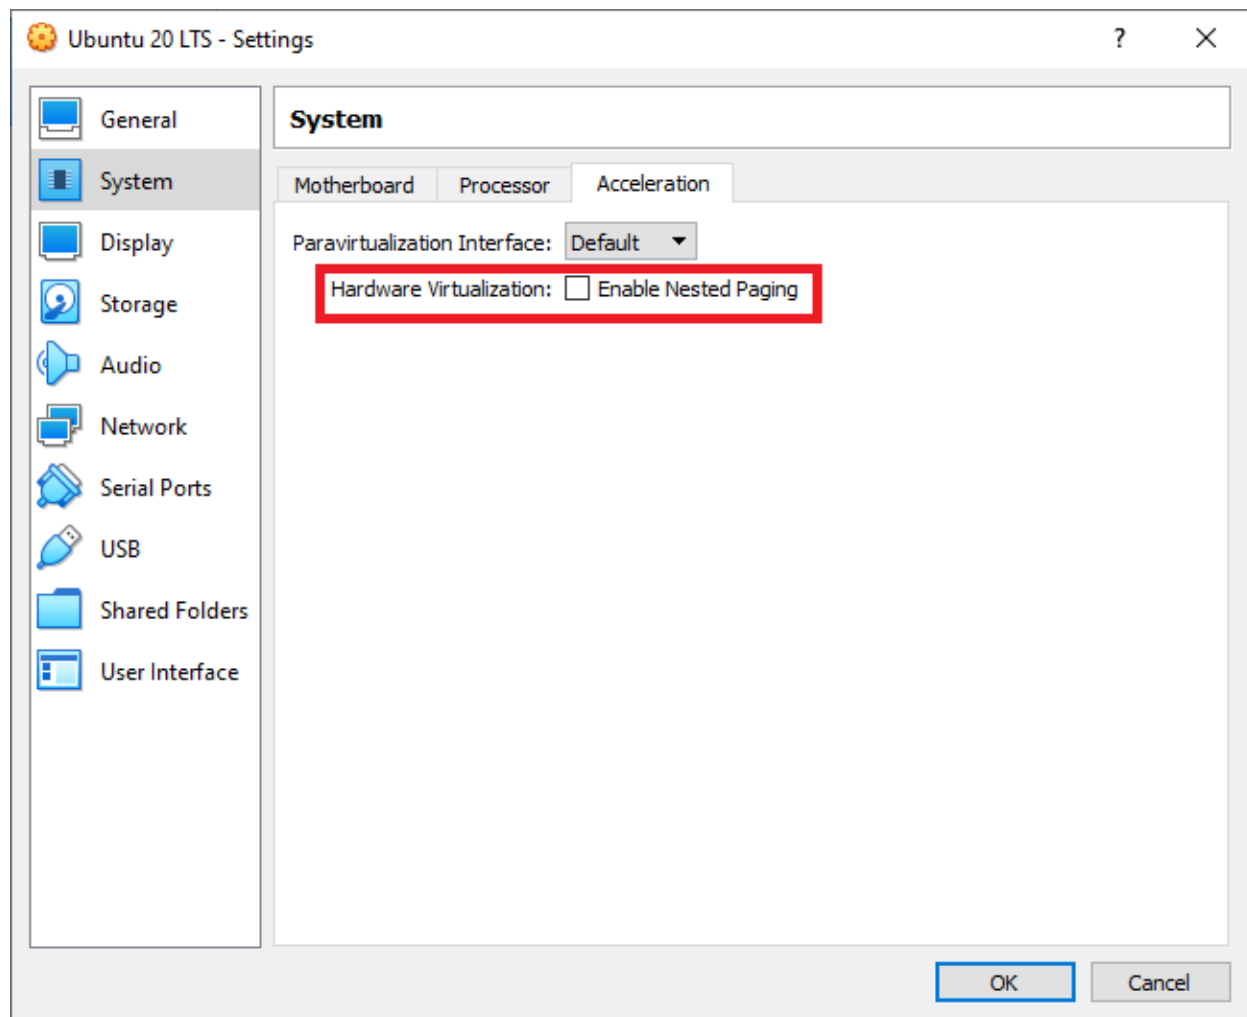 Ubuntu 20 LTS - Settings
?
General
System
Display
Storage
Audio
Network
Serial Ports
USB
Shared Folders
User Interface
System
Motherboard Processor Acceleration
Paravirtualization Interface: Default
Hardware Virtualization: Enable Nested Paging
OK Cancel